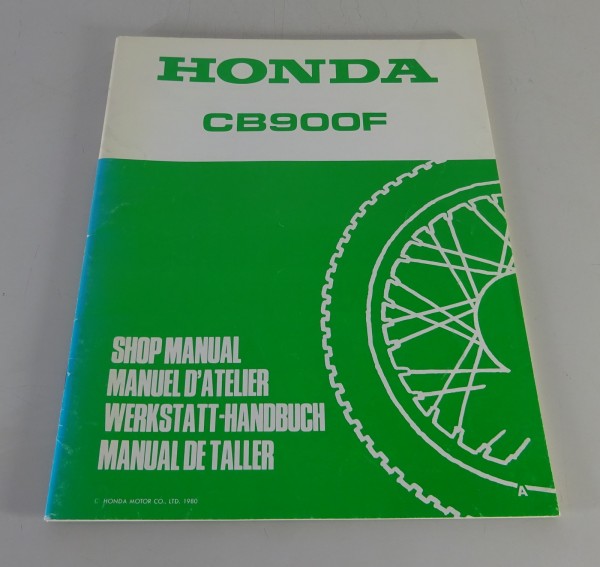 HONDA
CB900F
SHOP MANUAL
MANUEL D'ATELIER
WERKSTATT-HANDBUCH
MANUAL DE TALLER
C HONDA MOTOR CO., LTD. 1980
A